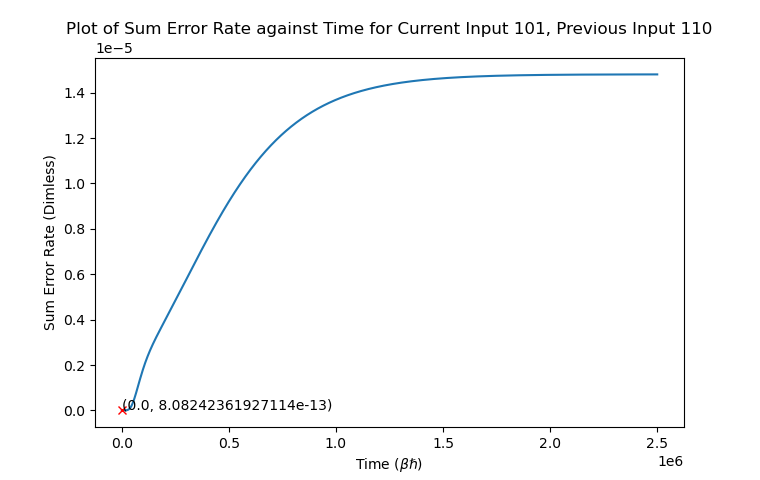 Plot of Sum Error Rate against Time for Current Input 101, Previous Input 110
1e−5
1.4
1.2
1.0
0.8
0.6
0.4
0.2
0.0
Sum Error Rate (Dimless)
(0.0, 8.08242361927114e-13)
0.0 0.5 1.0 1.5 2.0 2.5
1e6
Time (βℏ)